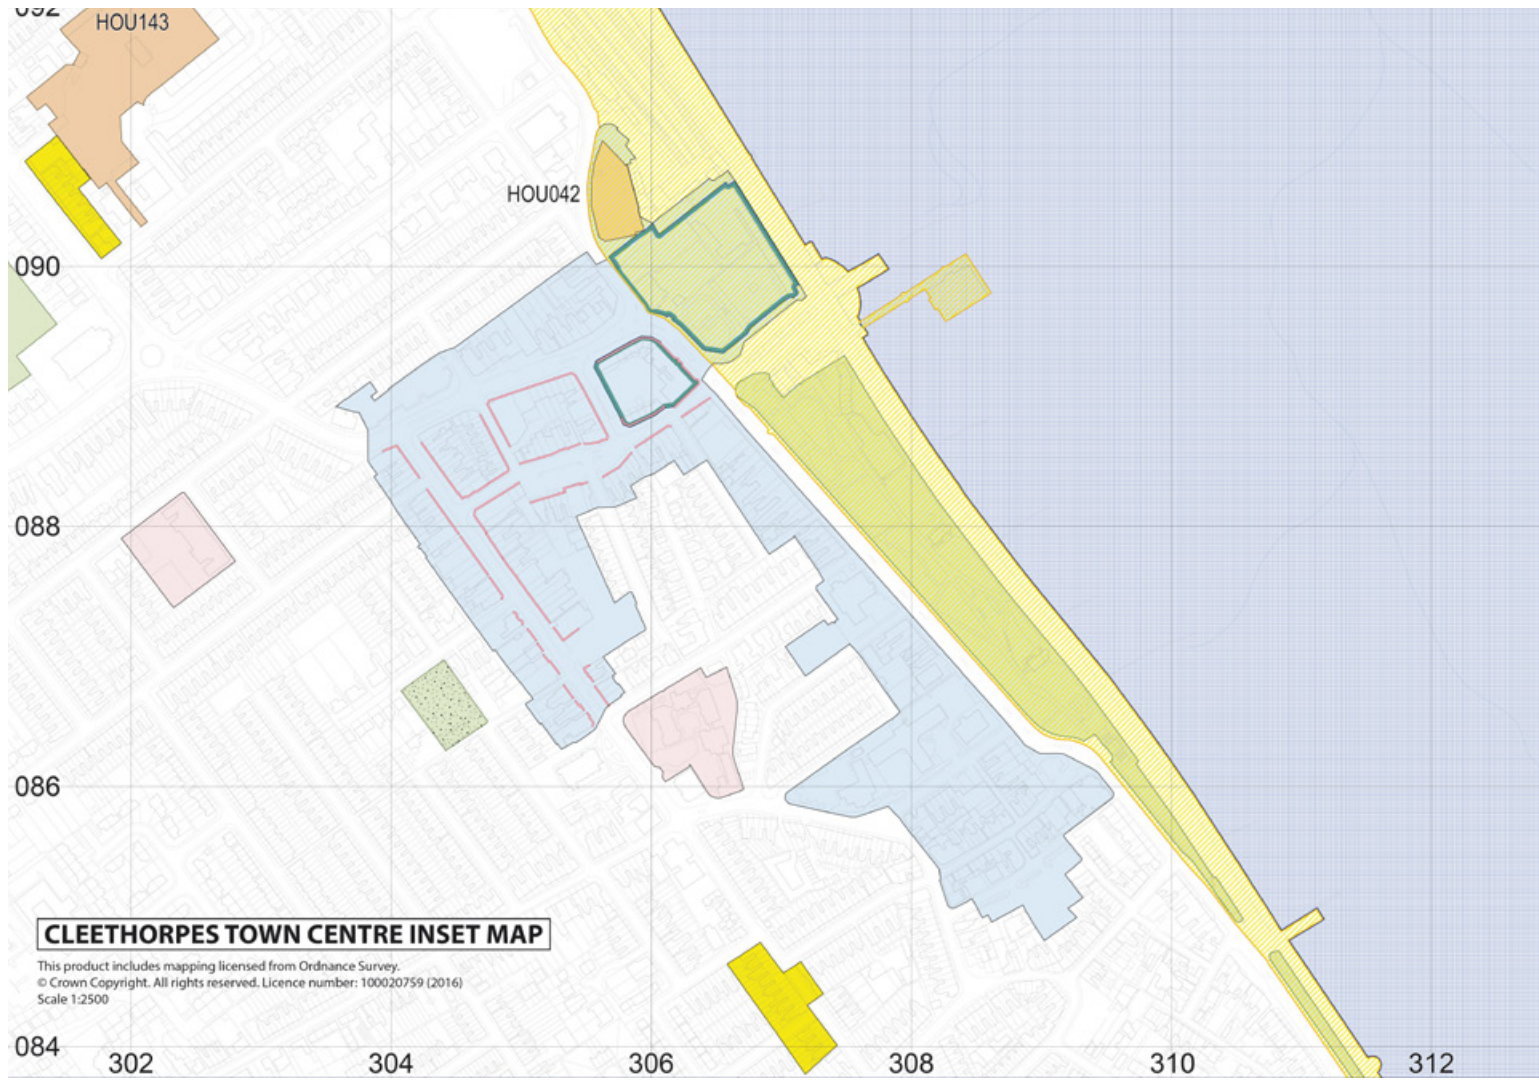 092
HOU143
HOU042
090
088
086
CLEETHORPES TOWN CENTRE INSET MAP
This product includes mapping licensed from Ordnance Survey.
© Crown Copyright. All rights reserved. Licence number: 100020759 (2016)
Scale 1:2500
084
302
304
306
308
310
312